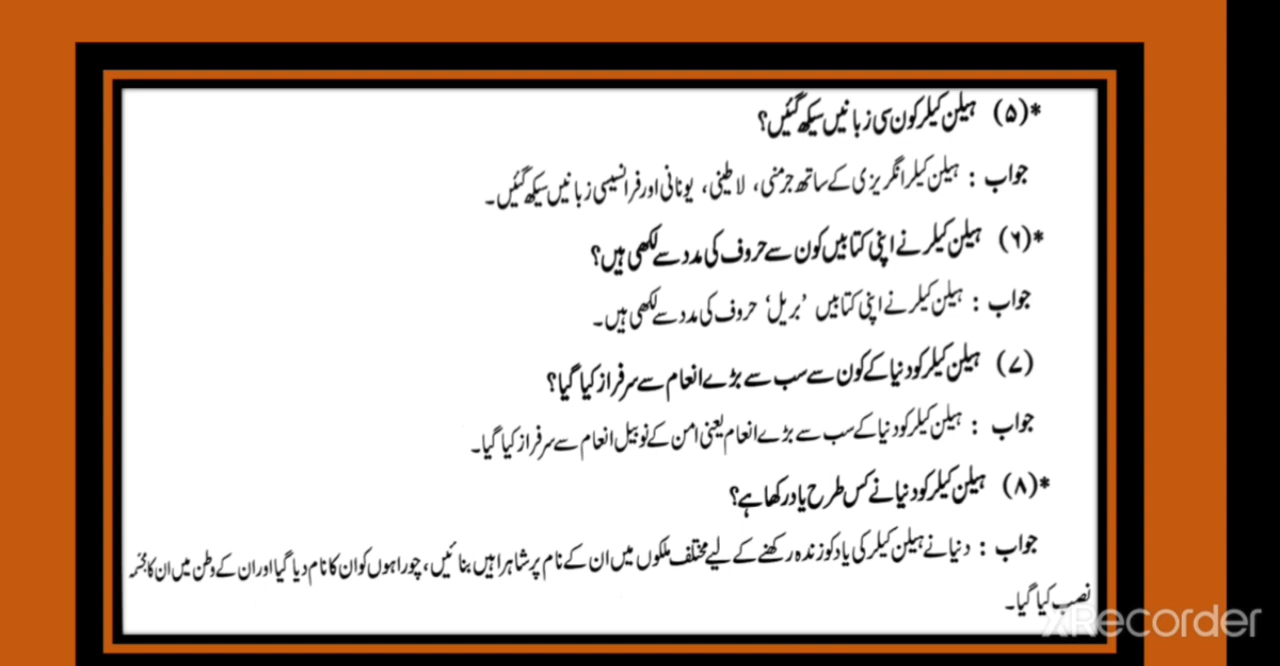 *(۵) ہیلن کیلر کون سی زبانیں سیکھ گئیں؟
جواب : ہیلن کیلر انگریزی کے ساتھ جرمنی، لاطینی، یونانی اور فرانسیسی زبانیں سیکھ گئیں۔
*(۶) ہیلن کیلر نے اپنی کتابیں کون سے حروف کی مدد سے لکھی ہیں؟
جواب : ہیلن کیلر نے اپنی کتابیں ’بریل‘ حروف کی مدد سے لکھی ہیں۔
(۷) ہیلن کیلر کو دنیا کے کون سے سب سے بڑے انعام سے سرفراز کیا گیا؟
جواب : ہیلن کیلر کو دنیا کے سب سے بڑے انعام یعنی امن کے نوبیل انعام سے سرفراز کیا گیا۔
*(۸) ہیلن کیلر کو دنیا نے کس طرح یاد رکھا ہے؟
جواب : دنیا نے ہیلن کیلر کی یاد کو زندہ رکھنے کے لیے مختلف ملکوں میں ان کے نام پر شاہراہیں بنائیں، چوراہوں کو ان کا نام دیا گیا اور ان کے وطن میں ان کا مجسمہ
نصب کیا گیا۔
XRecorder